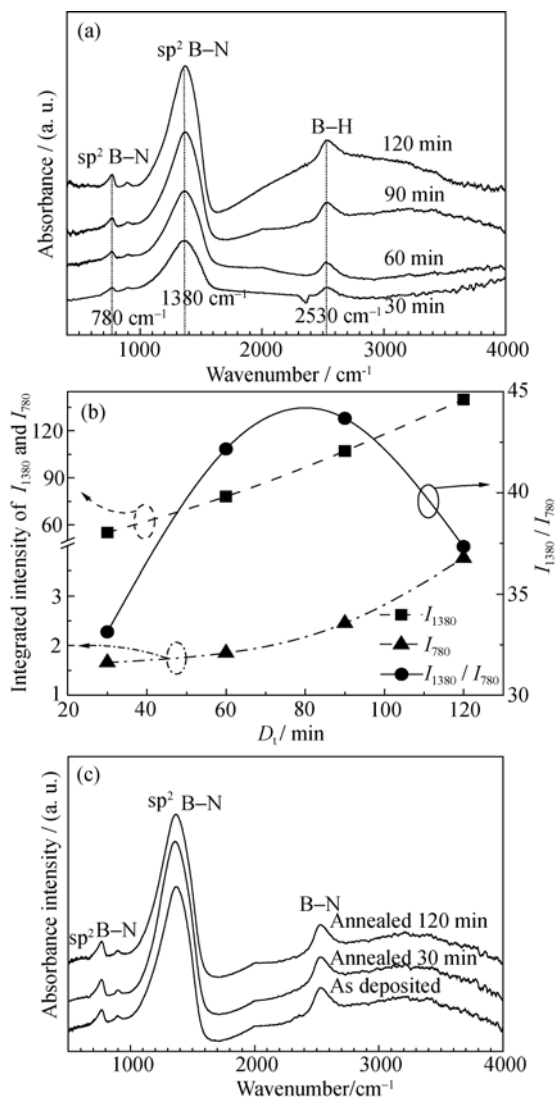 (a)
sp² B–N
sp² B–N
B–H
120 min
90 min
60 min
30 min
780 cm⁻¹
1380 cm⁻¹
2530 cm⁻¹
Absorbance / (a. u.)
1000 2000 3000 4000
Wavenumber / cm⁻¹
(b)
Integrated intensity of I₁₃₈₀ and I₇₈₀
135
105
75
60
3
2
1
45
40
35
30
I₁₃₈₀ / I₇₈₀
I₁₃₈₀
I₇₈₀
I₁₃₈₀ / I₇₈₀
20 40 60 80 100 120
Dₜ / min
(c)
sp² B–N
sp² B–N
B–N
Annealed 120 min
Annealed 30 min
As deposited
Absorbance intensity / (a. u.)
1000 2000 3000 4000
Wavenumber/cm⁻¹